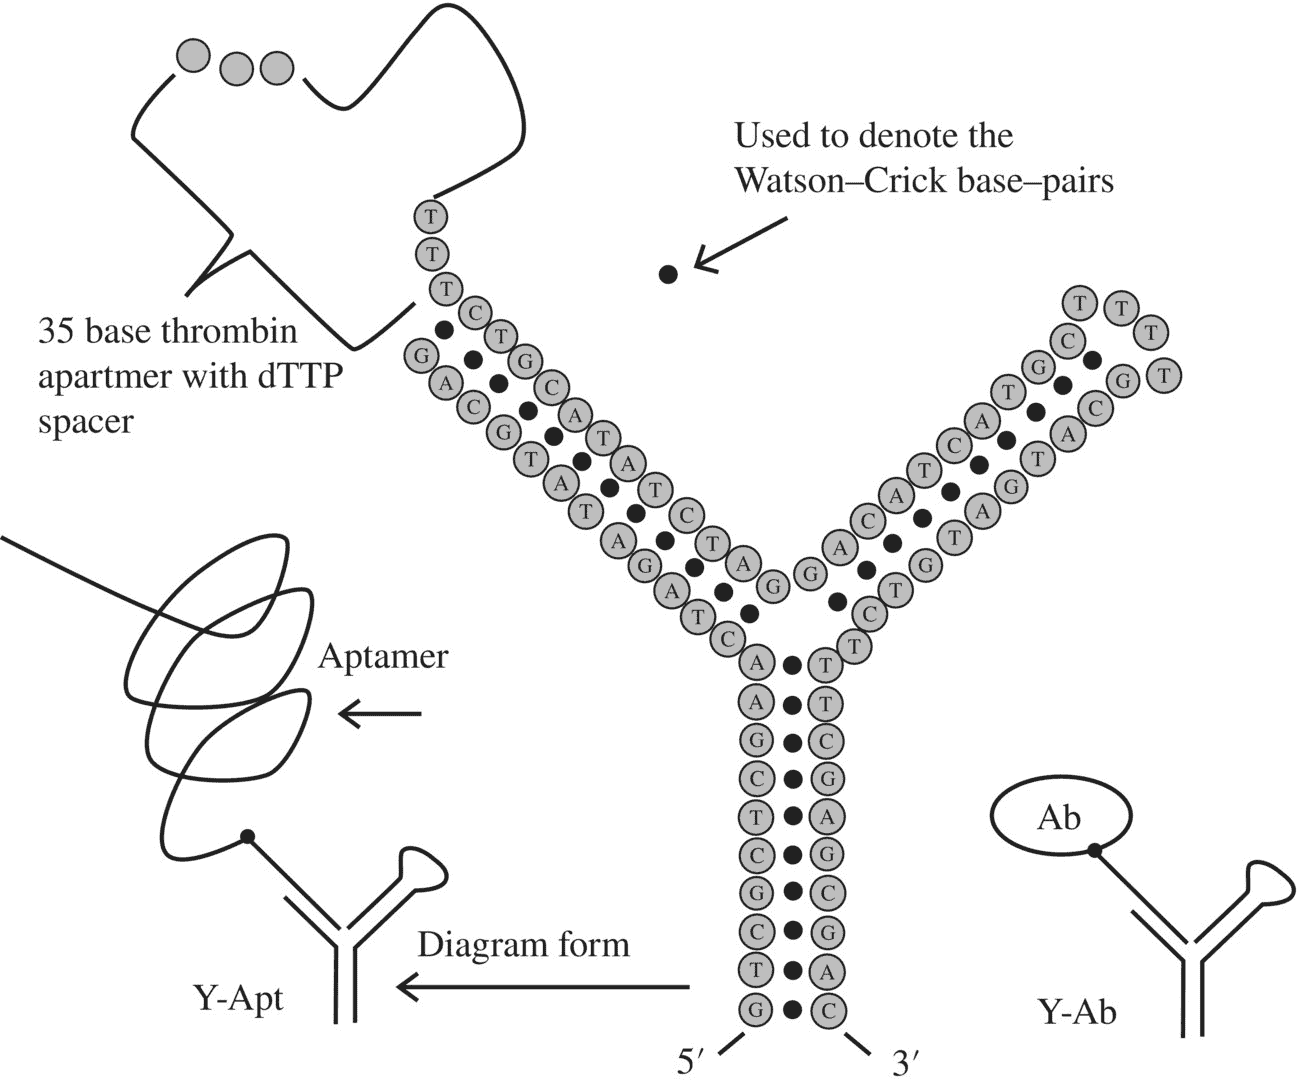 Used to denote the
Watson–Crick base–pairs
T T T C T G C A T A T C T A G
G A C A T C A T G C T T T T
G C A T G A T G T C T
G A C G T A T A G A T C
A A G C T C G C T G
T T C G A G C G A C
35 base thrombin
apartmer with dTTP
spacer
Aptamer
Ab
Diagram form
Y-Apt
Y-Ab
5′
3′